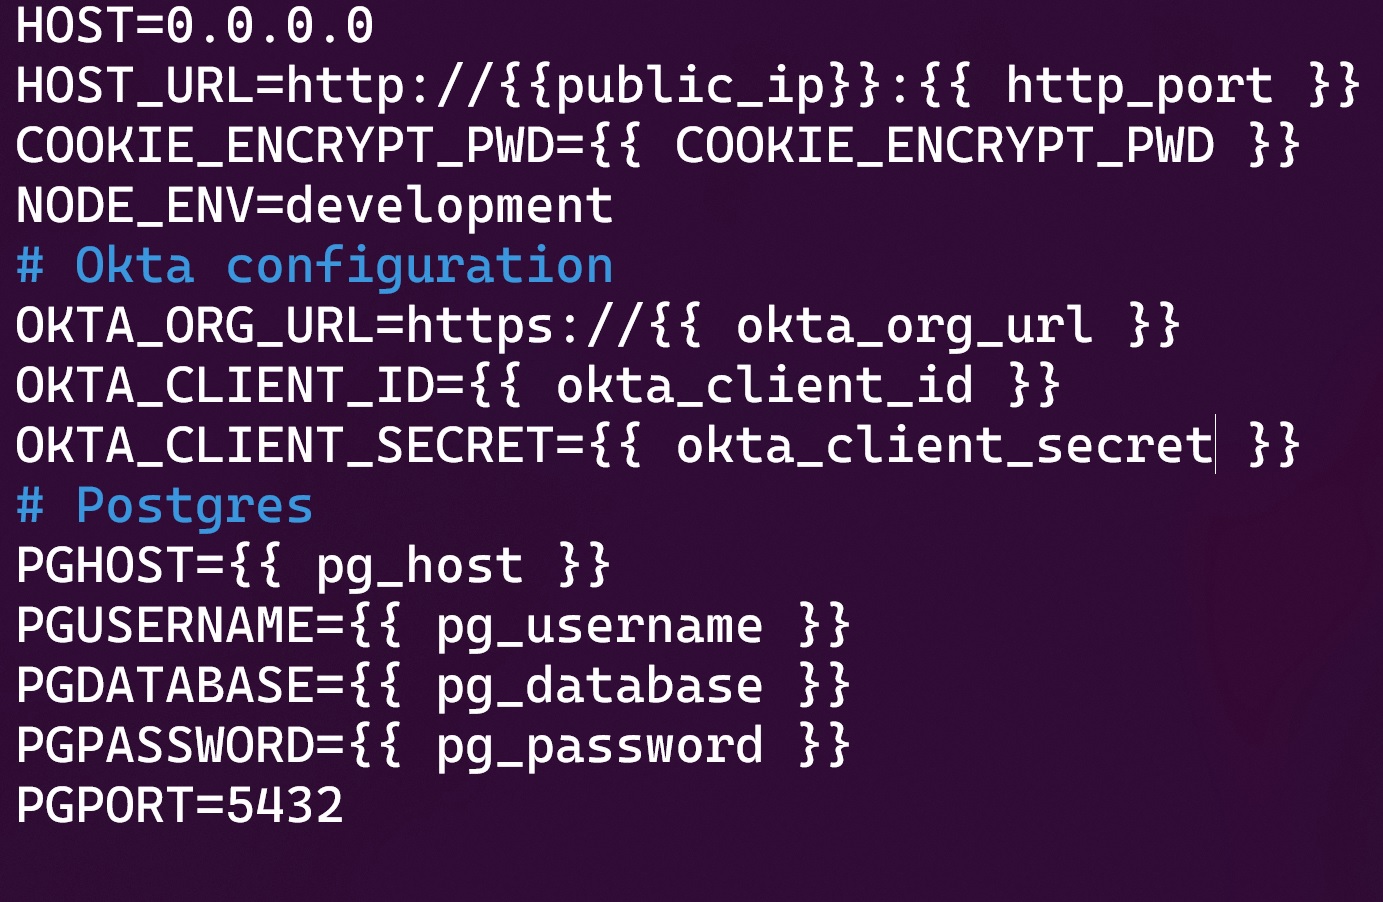 HOST=0.0.0.0
HOST_URL=http://{{public_ip}}:{{ http_port }}
COOKIE_ENCRYPT_PWD={{ COOKIE_ENCRYPT_PWD }}
NODE_ENV=development
# Okta configuration
OKTA_ORG_URL=https://{{ okta_org_url }}
OKTA_CLIENT_ID={{ okta_client_id }}
OKTA_CLIENT_SECRET={{ okta_client_secret }}
# Postgres
PGHOST={{ pg_host }}
PGUSERNAME={{ pg_username }}
PGDATABASE={{ pg_database }}
PGPASSWORD={{ pg_password }}
PGPORT=5432